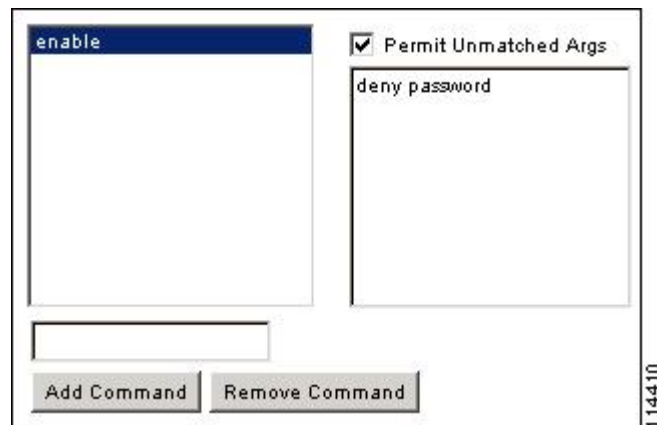 enable
Permit Unmatched Args
deny password
Add Command
Remove Command
114410